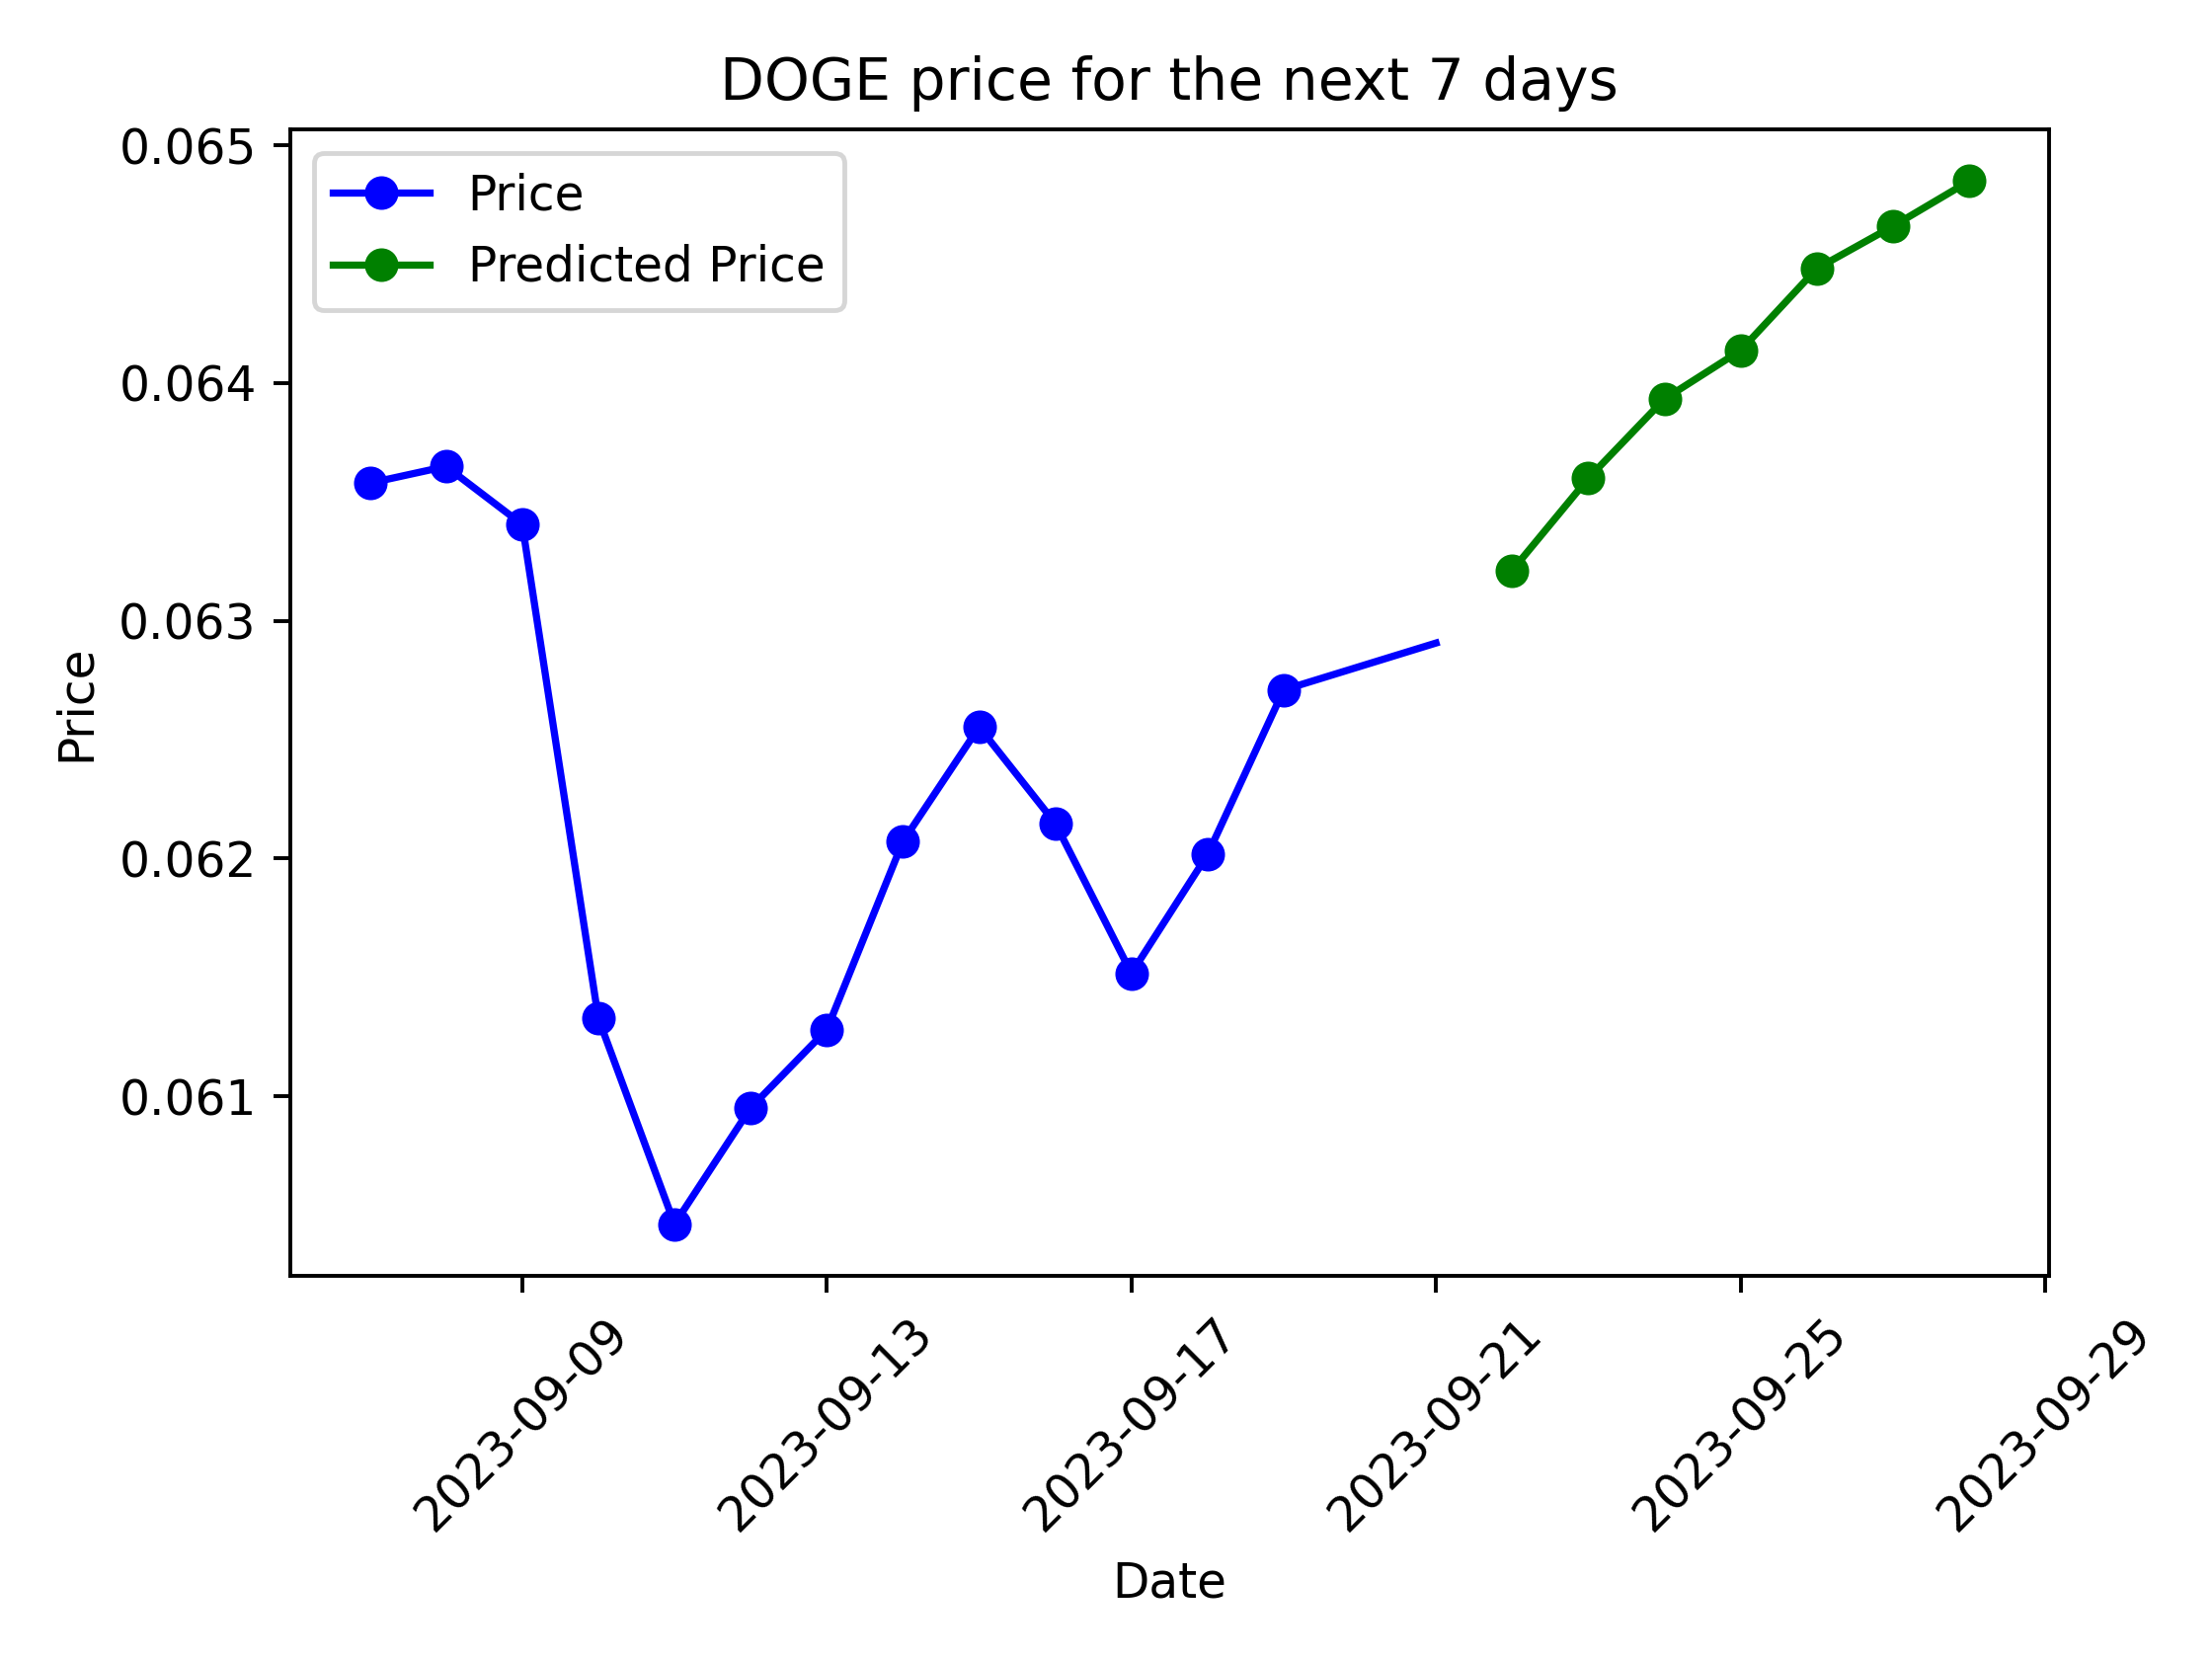 DOGE price for the next 7 days
0.065
0.064
0.063
0.062
0.061
Price
Price
Predicted Price
2023-09-09
2023-09-13
2023-09-17
2023-09-21
2023-09-25
2023-09-29
Date